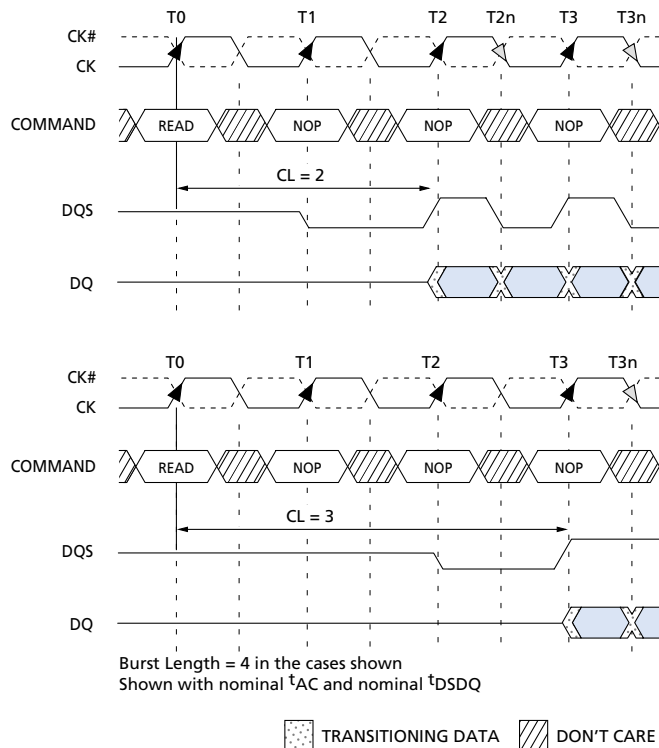 T0 T1 T2 T2n T3 T3n
CK#
CK
COMMAND READ NOP NOP NOP
CL = 2
DQS
DQ
T0 T1 T2 T3 T3n
CK#
CK
COMMAND READ NOP NOP NOP
CL = 3
DQS
DQ
Burst Length = 4 in the cases shown
Shown with nominal tAC and nominal tDSDQ
TRANSITIONING DATA DON'T CARE